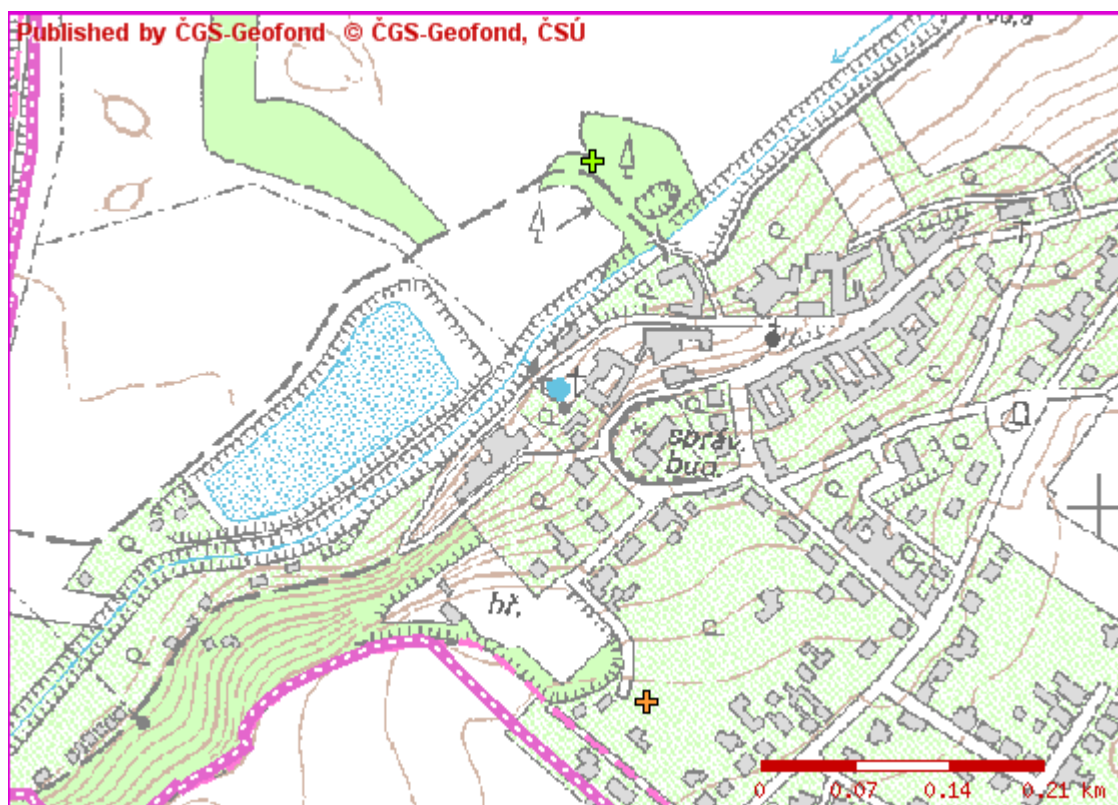 Published by ČGS-Geofond © ČGS-Geofond, ČSÚ
správ.
bud.
hř.
0 0.07 0.14 0.21 km